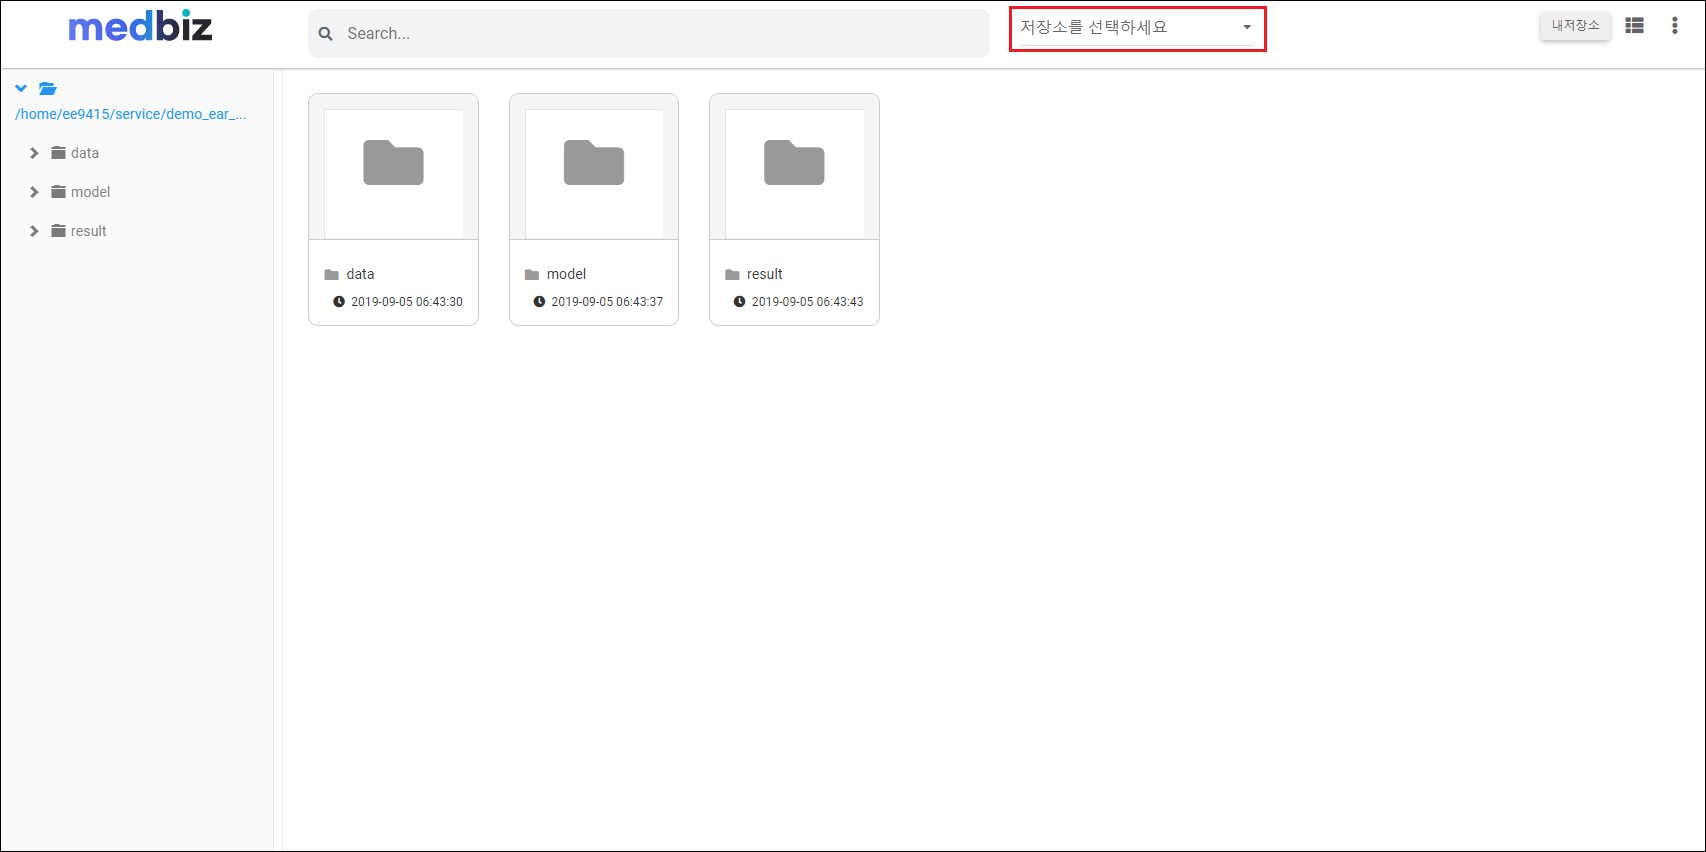 medbiz
Search...
저장소를 선택하세요
내저장소
/home/ee9415/service/demo_ear_...
data
model
result
data
2019-09-05 06:43:30
model
2019-09-05 06:43:37
result
2019-09-05 06:43:43